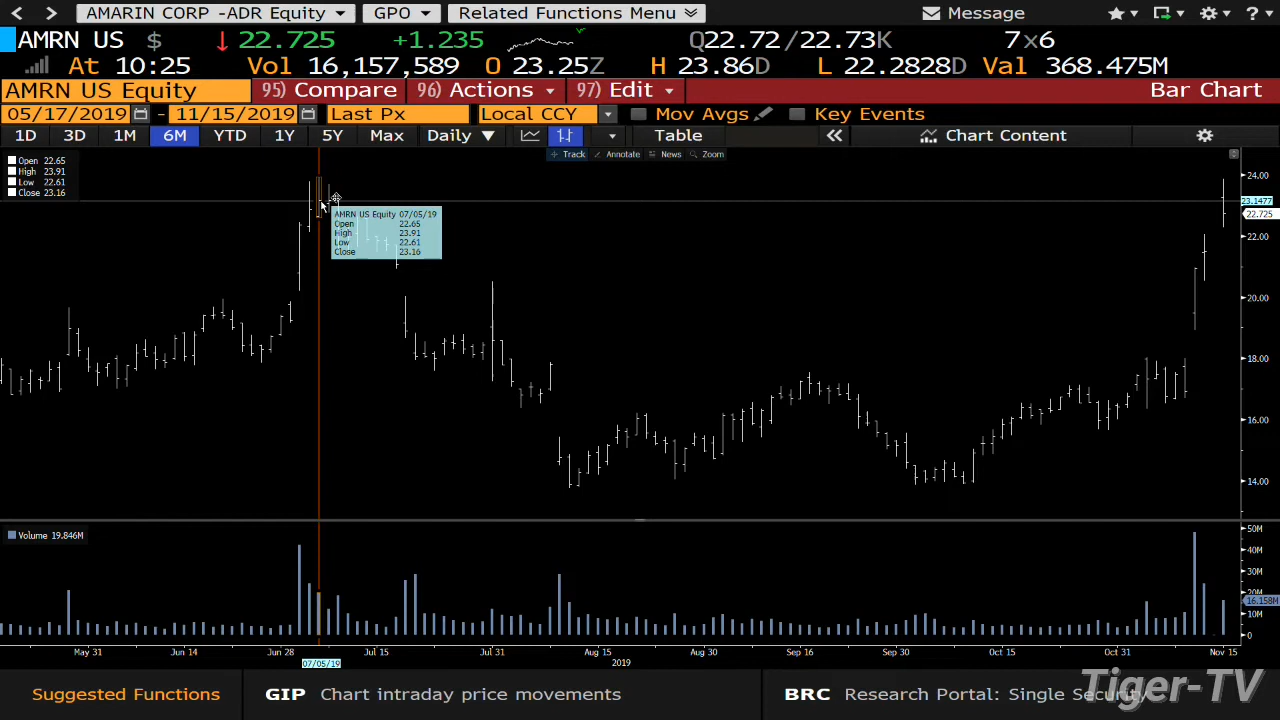 AMARIN CORP -ADR Equity GPO Related Functions Menu Message
AMRN US $ ↓ 22.725 +1.235 Q22.72/22.73K 7x6
At 10:25 Vol 16,157,589 O 23.25Z H 23.86D L 22.2828D Val 368.475M
AMRN US Equity 95) Compare 96) Actions 97) Edit Bar Chart
05/17/2019 - 11/15/2019 Last Px Local CCY Mov Avgs Key Events
1D 3D 1M 6M YTD 1Y 5Y Max Daily ▼ Table Chart Content
Track Annotate News Zoom
Open 22.65
High 23.91
Low 22.61
Close 23.16
24.00
23.1477
22.725
22.00
20.00
18.00
16.00
14.00
AMRN US Equity 07/05/19
Open 22.65
High 23.91
Low 22.61
Close 23.16
Volume 19.846M
50M
40M
30M
20M
16.158M
10M
0
May 31 Jun 14 Jun 28 Jul 15 Jul 31 Aug 15 Aug 30 Sep 16 Sep 30 Oct 15 Oct 31 Nov 15
07/05/19 2019
Suggested Functions GIP Chart intraday price movements BRC Research Portal: Single Security
Tiger-TV